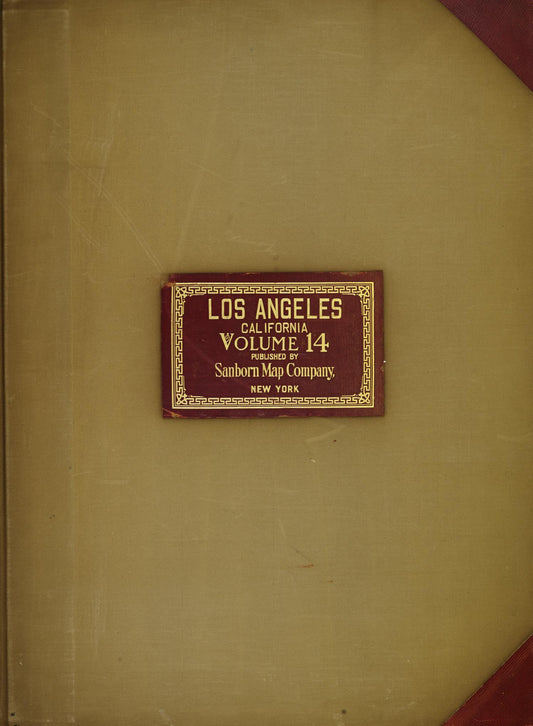 LOS ANGELES
CALIFORNIA
VOLUME 14
PUBLISHED BY
Sanborn Map Company,
NEW YORK